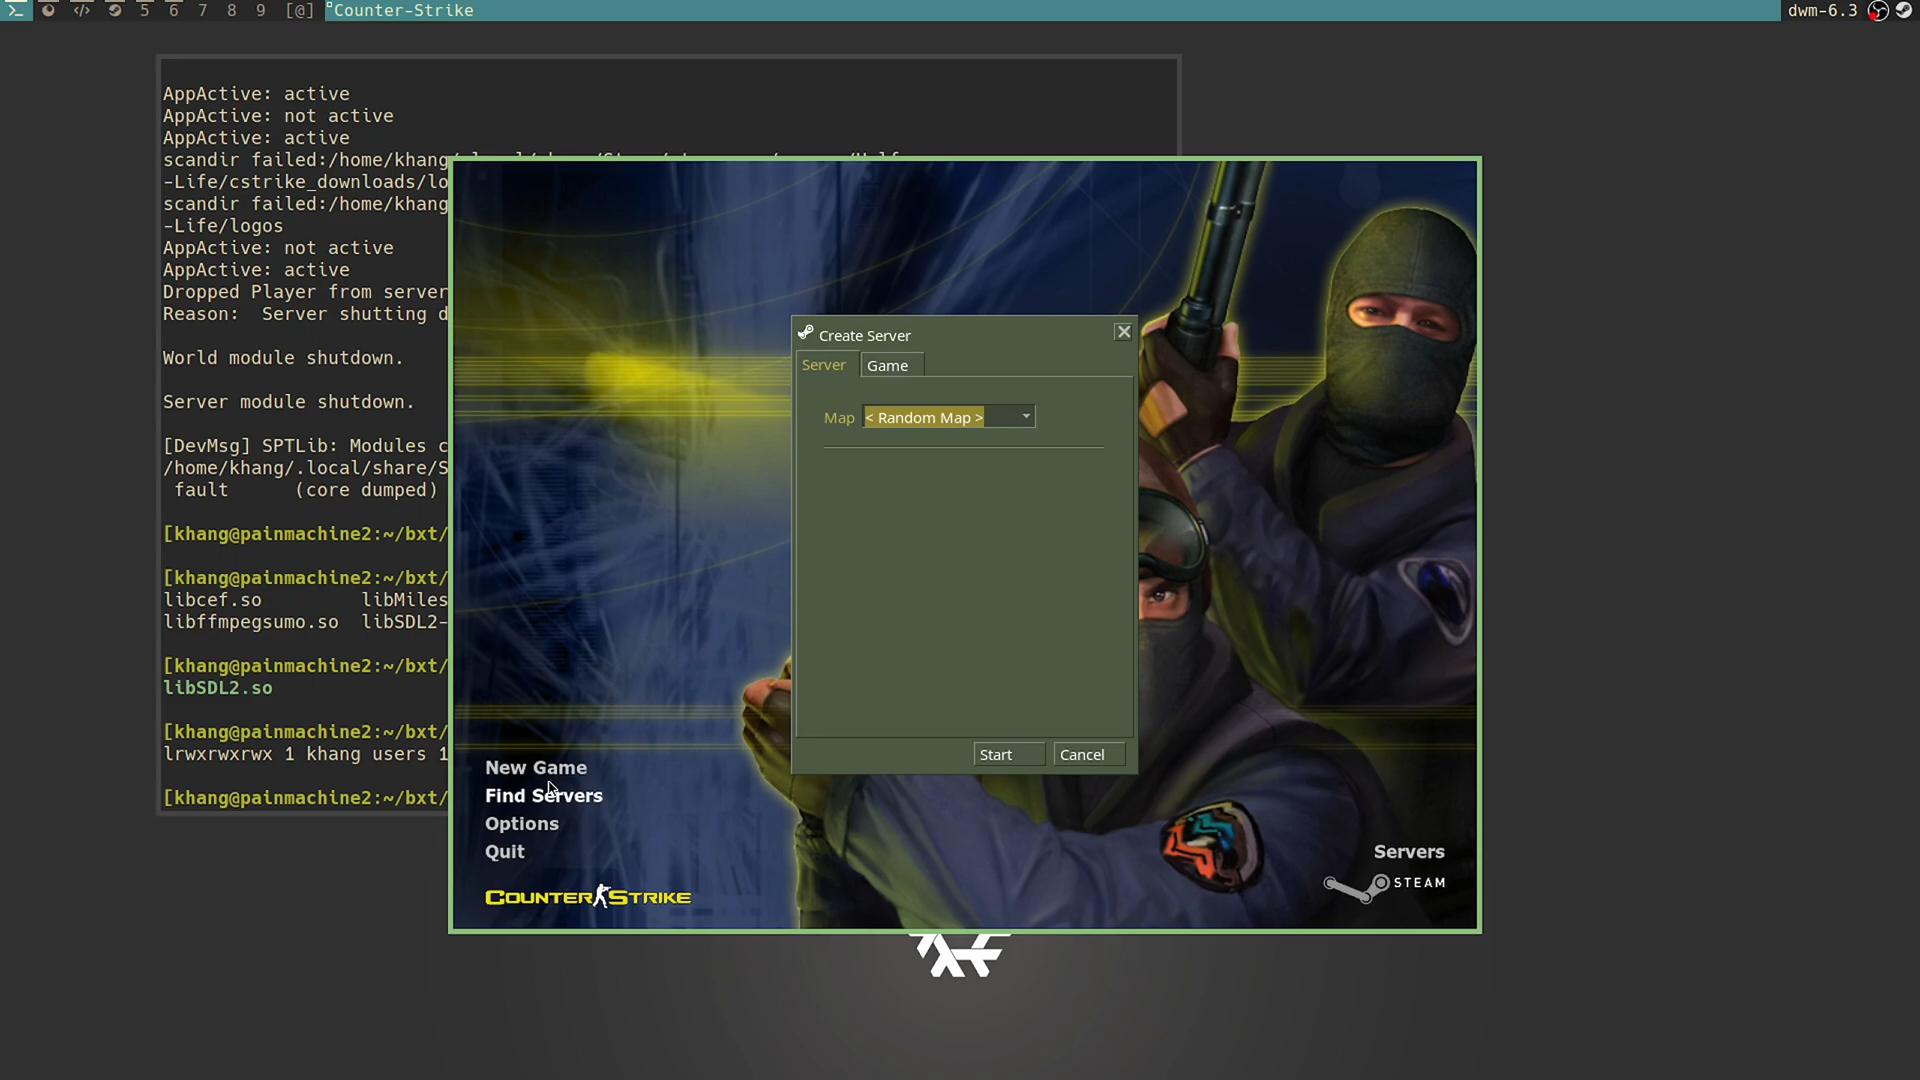 5 6 7 8 9 [@] Counter-Strike dwm-6.3
AppActive: active
AppActive: not active
AppActive: active
scandir failed:/home/khang
-Life/cstrike_downloads/lo
scandir failed:/home/khang
-Life/logos
AppActive: not active
AppActive: active
Dropped Player from server
Reason:  Server shutting d
World module shutdown.
Server module shutdown.
[DevMsg] SPTLib: Modules c
/home/khang/.local/share/S
fault      (core dumped)
[khang@painmachine2:~/bxt/
[khang@painmachine2:~/bxt/
libcef.so         libMiles
libffmpegsumo.so  libSDL2-
[khang@painmachine2:~/bxt/
libSDL2.so
[khang@painmachine2:~/bxt/
lrwxrwxrwx 1 khang users 1
[khang@painmachine2:~/bxt/
Create Server
Server Game
Map < Random Map >
Start Cancel
New Game
Find Servers
Options
Quit
COUNTER STRIKE
Servers
STEAM